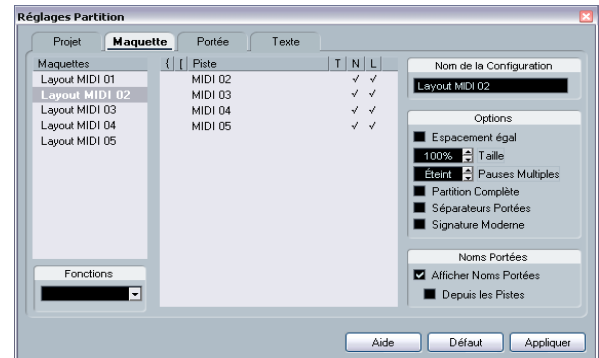 Réglages Partition
Projet Maquette Portée Texte
Maquettes
Layout MIDI 01
Layout MIDI 02
Layout MIDI 03
Layout MIDI 04
Layout MIDI 05
Fonctions
{ [ Piste T N L
MIDI 02 ✓ ✓
MIDI 03 ✓ ✓
MIDI 04 ✓ ✓
MIDI 05 ✓ ✓
Nom de la Configuration
Layout MIDI 02
Options
Espacement égal
100% Taille
Éteint Pauses Multiples
Partition Complète
Séparateurs Portées
Signature Moderne
Noms Portées
Afficher Noms Portées
Depuis les Pistes
Aide Défaut Appliquer